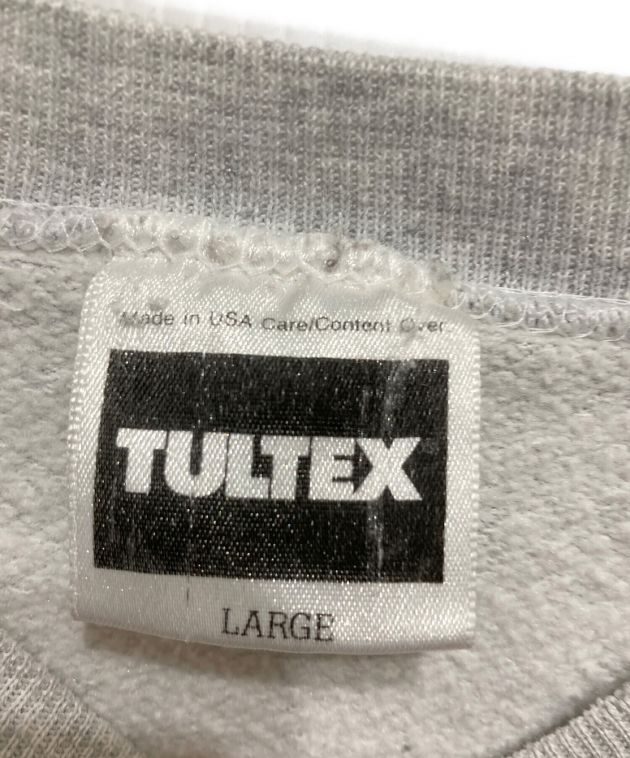 Made in USA Care/Content Over
TULTEX
LARGE